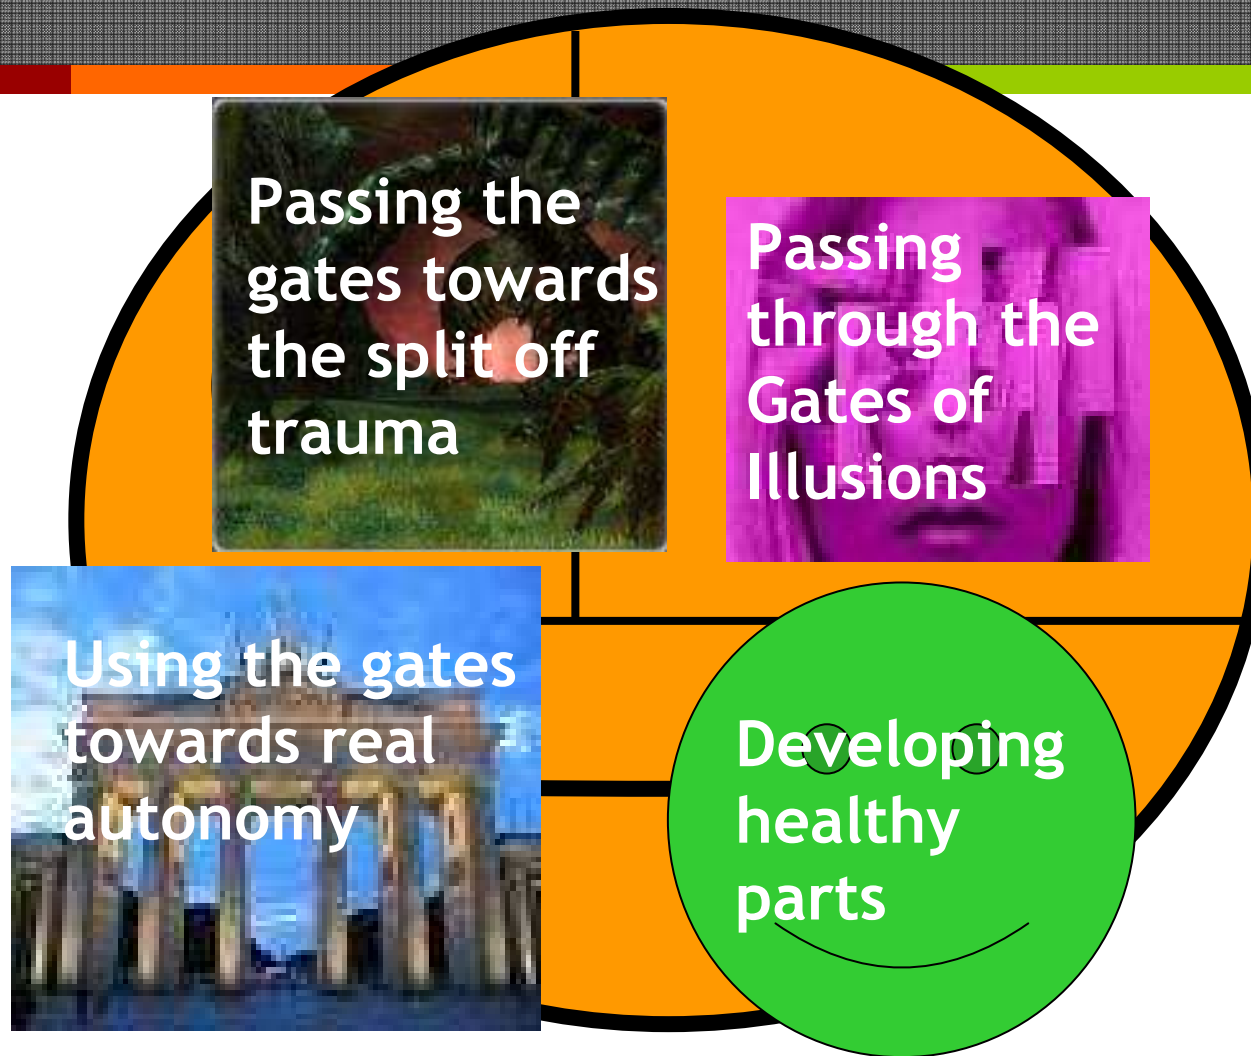 Passing the
gates towards
the split off
trauma
Passing
through the
Gates of
Illusions
Using the gates
towards real
autonomy
Developing
healthy
parts